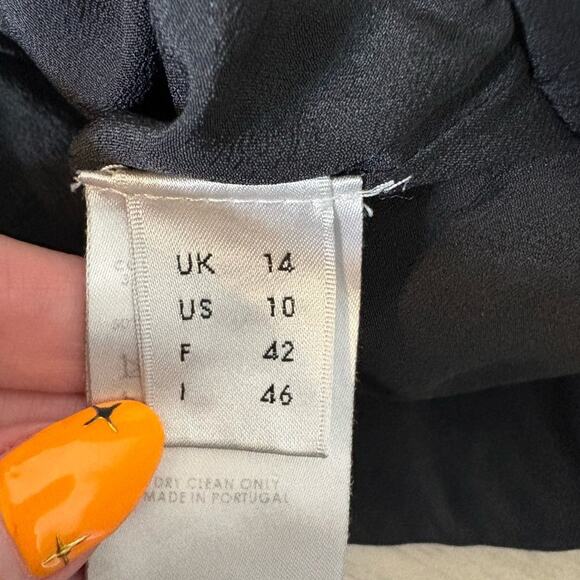 UK 14
US 10
F 42
I 46
DRY CLEAN ONLY
MADE IN PORTUGAL